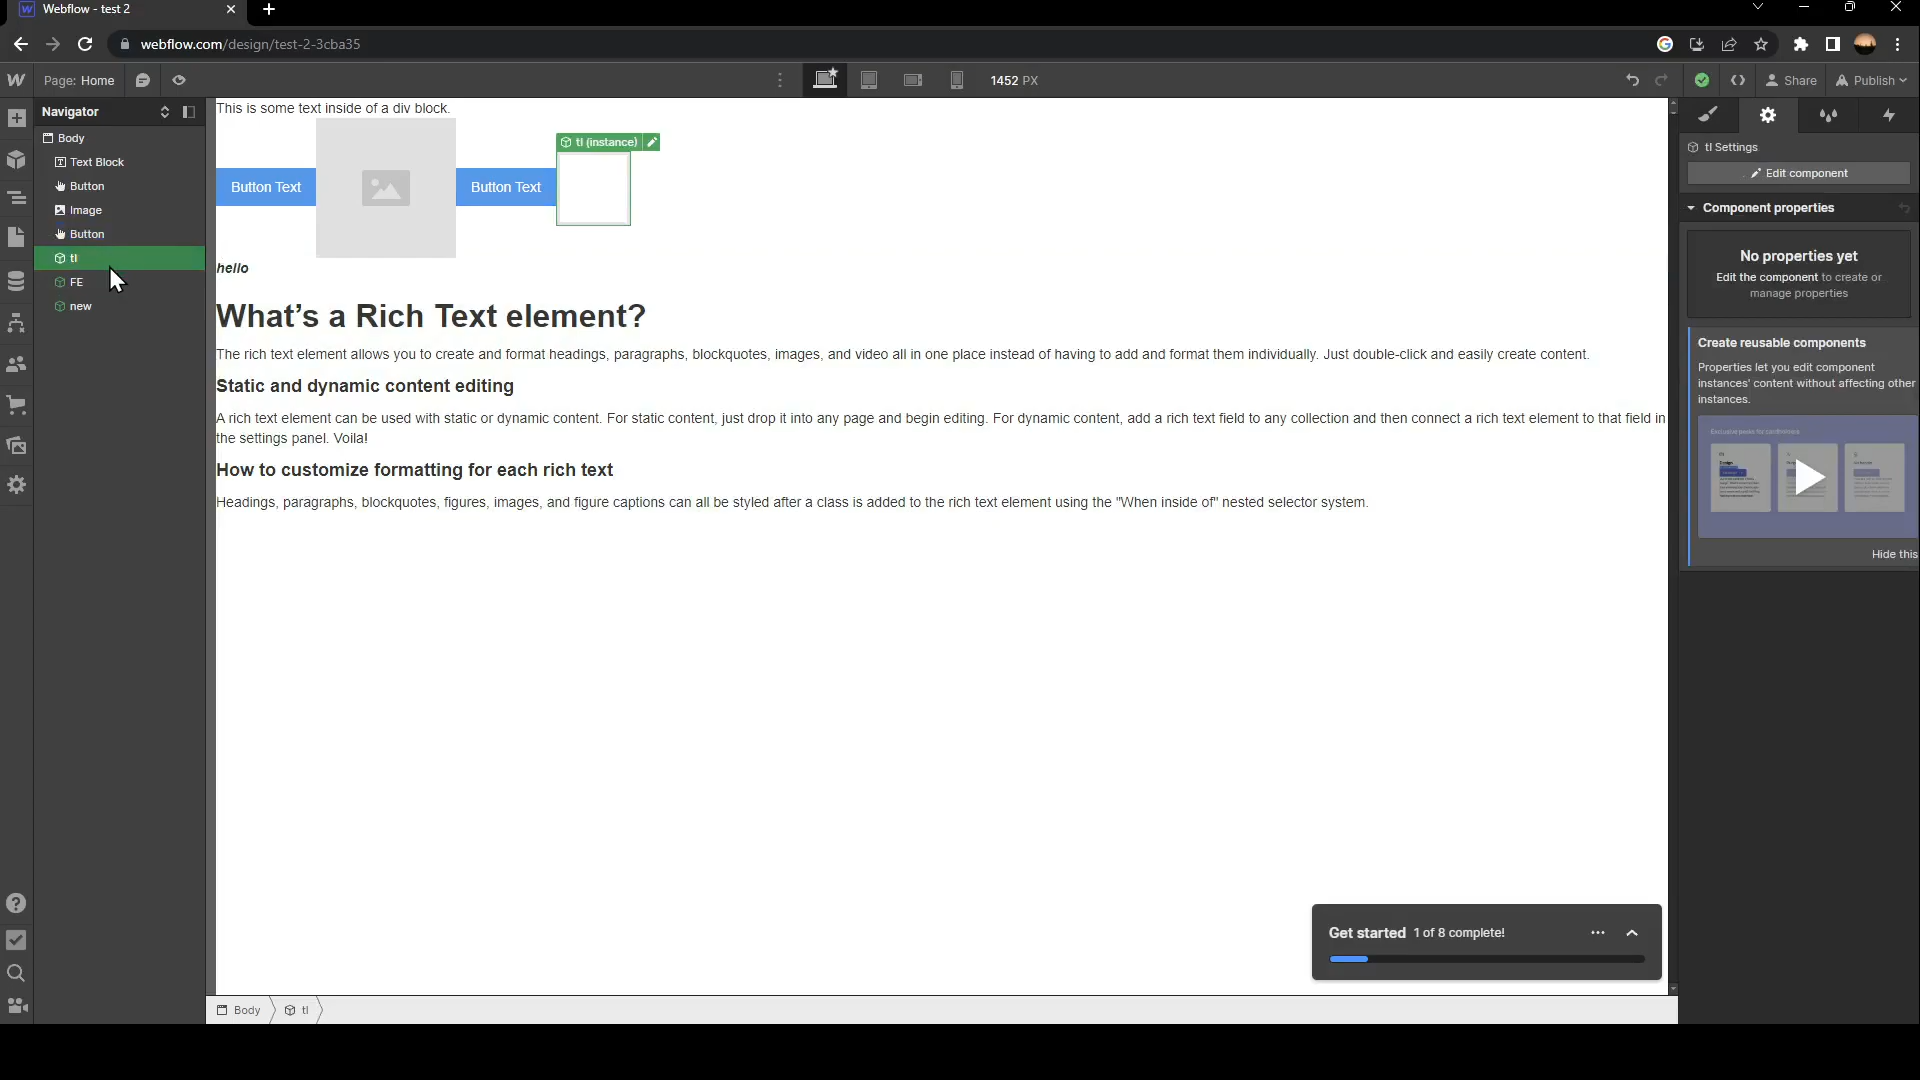 Webflow - test 2
webflow.com/design/test-2-3cba35
Page: Home
1452 PX
Share
Publish
Navigator
Body
Text Block
Button
Image
Button
tl
FE
new
This is some text inside of a div block.
Button Text
Button Text
tl (instance)
hello
What's a Rich Text element?
The rich text element allows you to create and format headings, paragraphs, blockquotes, images, and video all in one place instead of having to add and format them individually. Just double-click and easily create content.
Static and dynamic content editing
A rich text element can be used with static or dynamic content. For static content, just drop it into any page and begin editing. For dynamic content, add a rich text field to any collection and then connect a rich text element to that field in
the settings panel. Voila!
How to customize formatting for each rich text
Headings, paragraphs, blockquotes, figures, images, and figure captions can all be styled after a class is added to the rich text element using the "When inside of" nested selector system.
tl Settings
Edit component
Component properties
No properties yet
Edit the component to create or
manage properties
Create reusable components
Properties let you edit component
instances' content without affecting other
instances.
Hide this
Get started 1 of 8 complete!
Body
tl